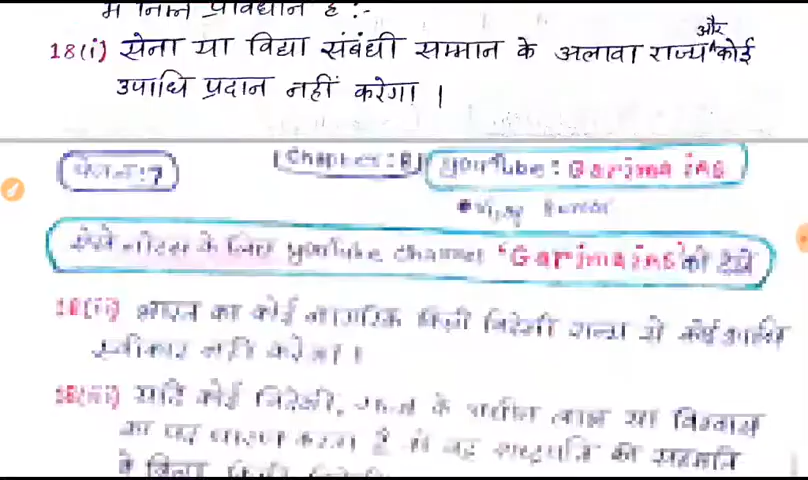 में निम्न प्रावधान है :-
18(i) सेना या विद्या संबंधी सम्मान के अलावा राज्य और कोई
उपाधि प्रदान नहीं करेगा ।
पेज नं:7
(Chapter:8) YouTube: Garima ias
ऐसे नोट्स के लिए YouTube channel "Garima ias" को देखें
18(ii) भारत का कोई नागरिक किसी विदेशी राज्य से कोई उपाधि
स्वीकार नहीं करेगा ।
18(iii) यदि कोई विदेशी, राज्य के अधीन लाभ या विश्वास
का पद धारण करता है तो वह राष्ट्रपति की सहमति
के बिना किसी